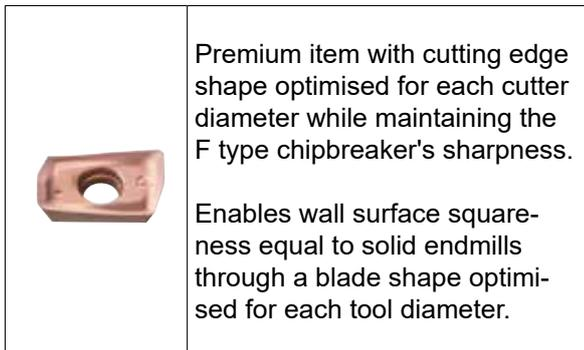 Premium item with cutting edge
shape optimised for each cutter
diameter while maintaining the
F type chipbreaker's sharpness.
Enables wall surface square-
ness equal to solid endmills
through a blade shape optimi-
sed for each tool diameter.